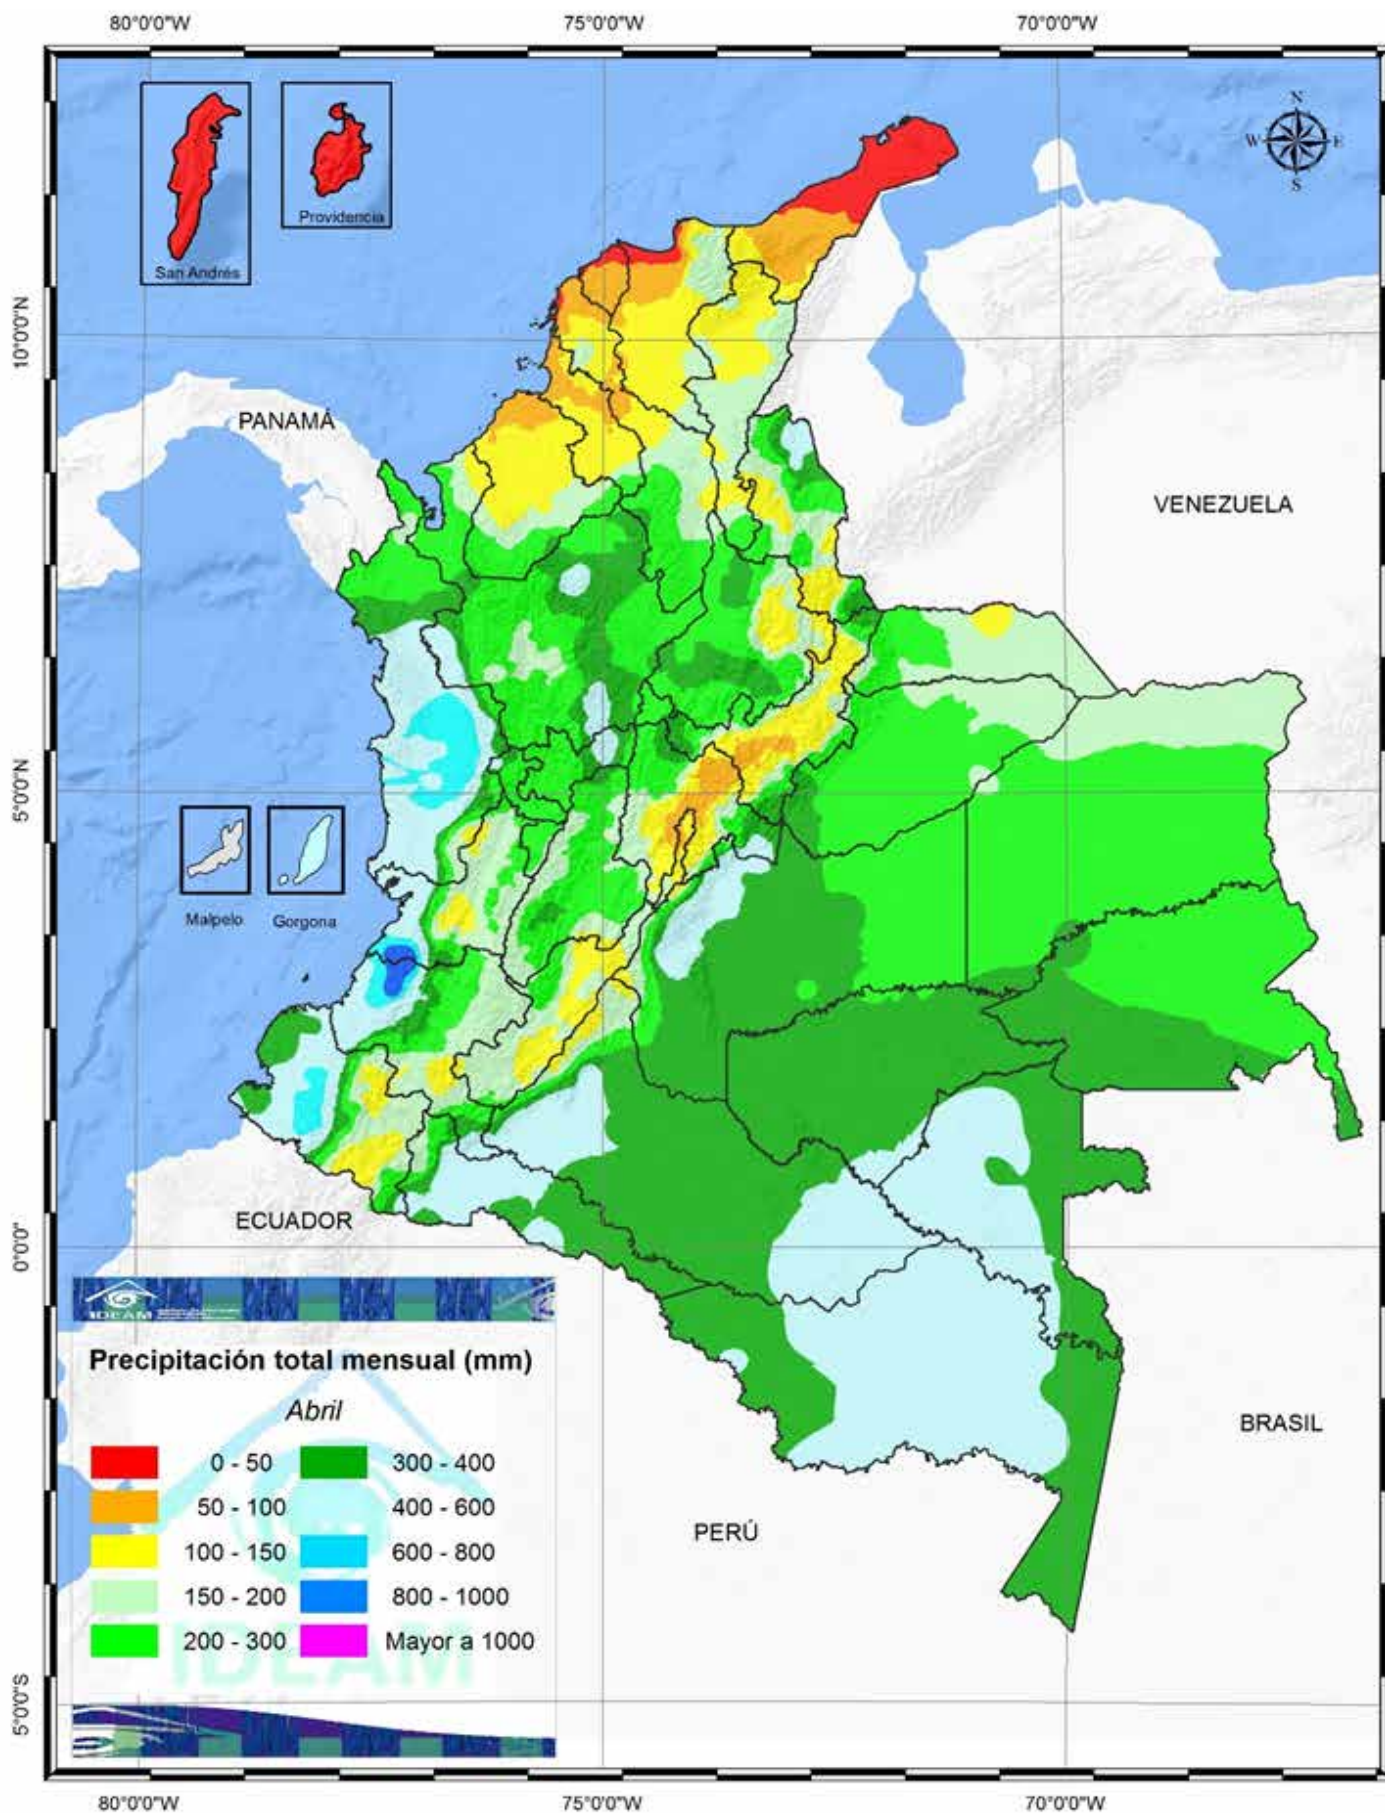 80°0'0"W 75°0'0"W 70°0'0"W
N
W E
S
San Andrés
Providencia
10°0'0"N
PANAMÁ
VENEZUELA
5°0'0"N
Malpelo Gorgona
ECUADOR
0°0'0"
IDEAM
Precipitación total mensual (mm)
Abril
0 - 50 300 - 400
50 - 100 400 - 600
100 - 150 600 - 800
150 - 200 800 - 1000
200 - 300 Mayor a 1000
IDEAM
BRASIL
PERÚ
5°0'0"S
80°0'0"W 75°0'0"W 70°0'0"W